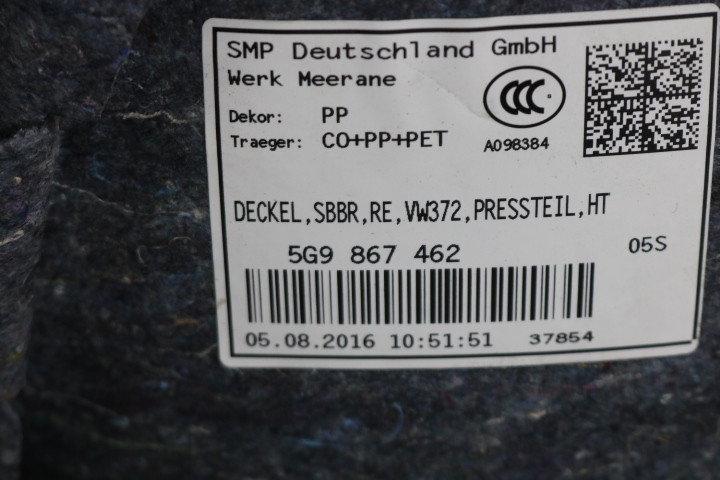 SMP Deutschland GmbH
Werk Meerane
CCC
Dekor: PP
Traeger: CO+PP+PET
A098384
DECKEL,SBBR,RE,VW372,PRESSTEIL,HT
5G9 867 462
05S
05.08.2016 10:51:51 37854